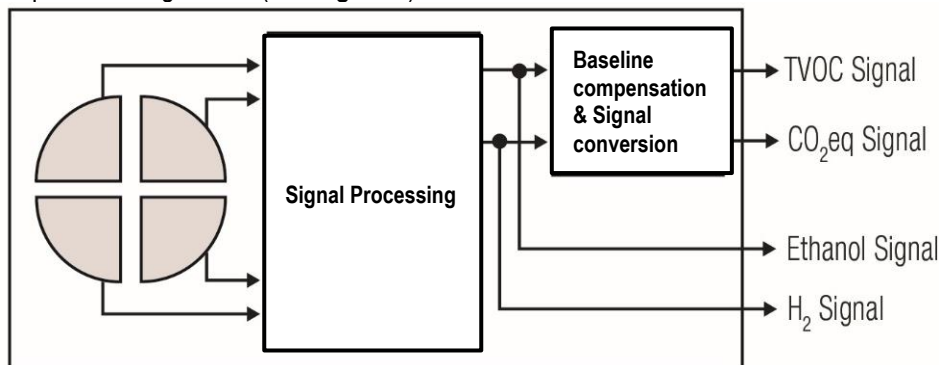 Signal Processing
Baseline
compensation
& Signal
conversion
TVOC Signal
CO₂eq Signal
Ethanol Signal
H₂ Signal